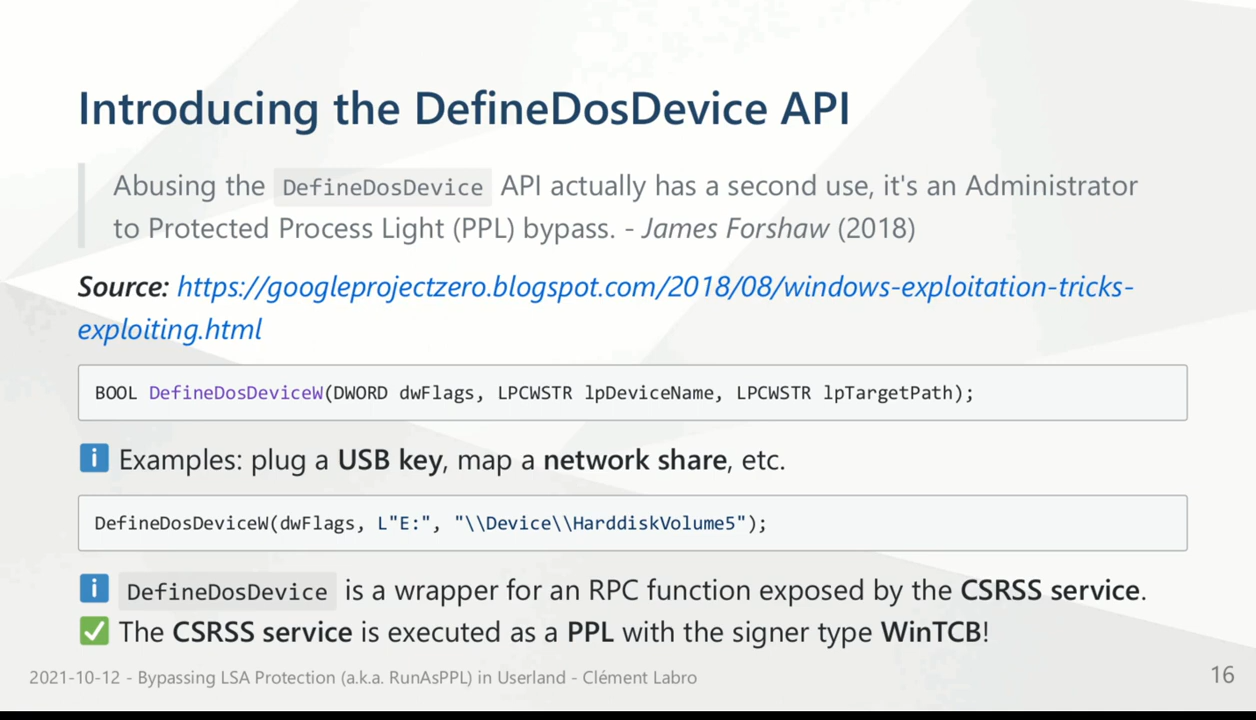 Introducing the DefineDosDevice API
Abusing the DefineDosDevice API actually has a second use, it's an Administrator
to Protected Process Light (PPL) bypass. - James Forshaw (2018)
Source: https://googleprojectzero.blogspot.com/2018/08/windows-exploitation-tricks-
exploiting.html
BOOL DefineDosDeviceW(DWORD dwFlags, LPCWSTR lpDeviceName, LPCWSTR lpTargetPath);
ℹ️ Examples: plug a USB key, map a network share, etc.
DefineDosDeviceW(dwFlags, L"E:", "\\Device\\HarddiskVolume5");
ℹ️ DefineDosDevice is a wrapper for an RPC function exposed by the CSRSS service.
✅ The CSRSS service is executed as a PPL with the signer type WinTCB!
2021-10-12 - Bypassing LSA Protection (a.k.a. RunAsPPL) in Userland - Clément Labro
16